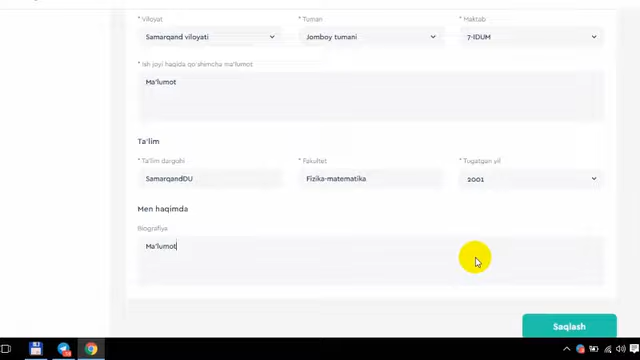 * Viloyat * Tuman * Maktab
Samarqand viloyati Jomboy tumani 7-IDUM
* Ish joyi haqida qo'shimcha ma'lumot
Ma'lumot
Ta'lim
* Ta'lim dargohi * Fakultet * Tugatgan yil
SamarqandDU Fizika-matematika 2001
Men haqimda
Biografiya
Ma'lumot
Saqlash